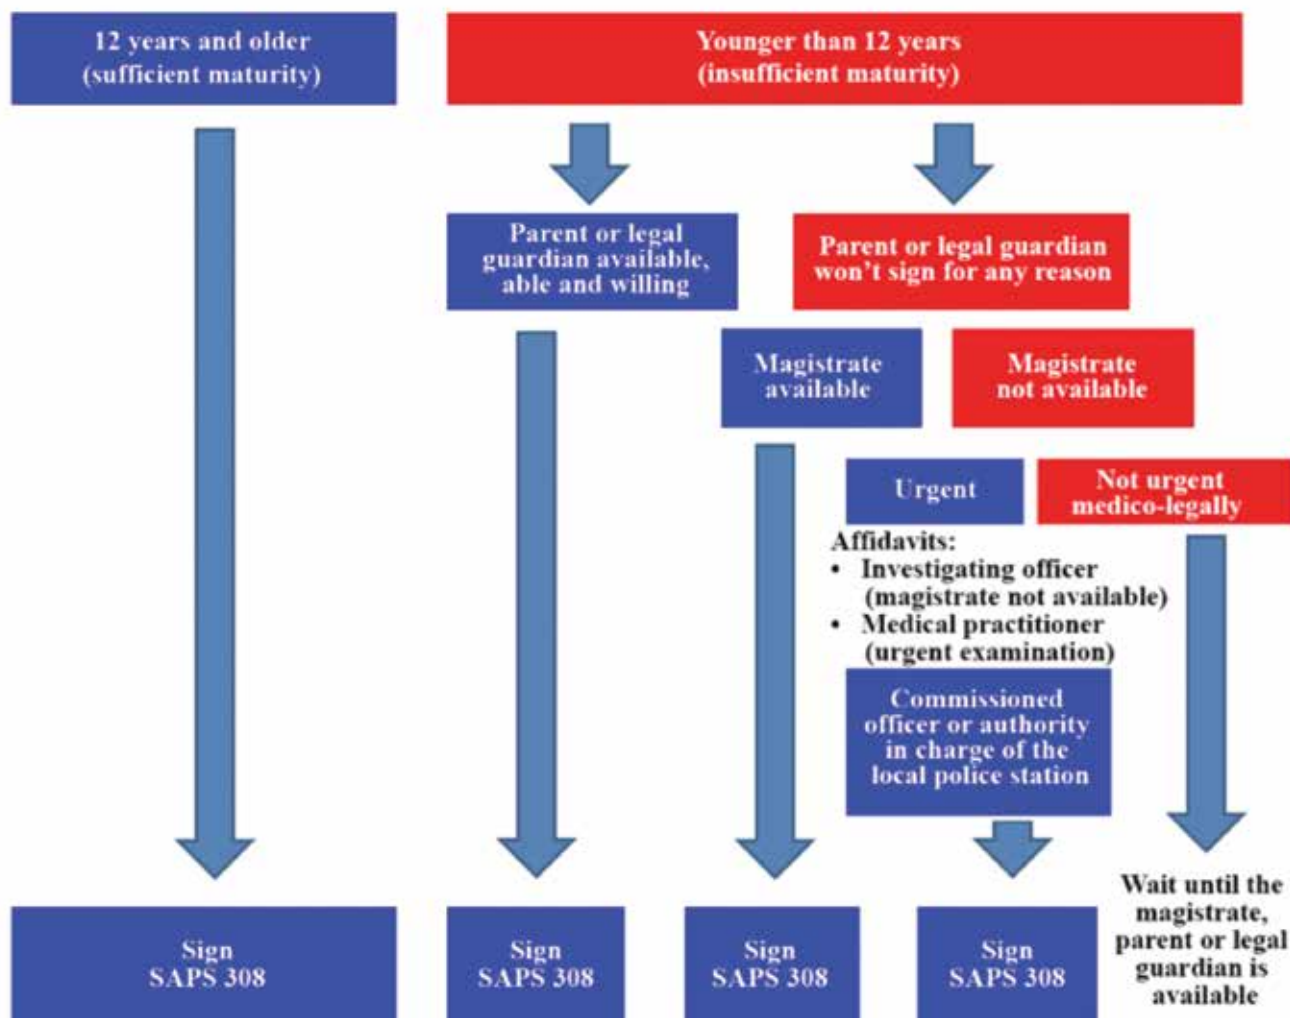 12 years and older
(sufficient maturity)
Younger than 12 years
(insufficient maturity)
Parent or legal
guardian available,
able and willing
Parent or legal guardian
won't sign for any reason
Magistrate
available
Magistrate
not available
Urgent
Not urgent
medico-legally
Affidavits:
• Investigating officer
(magistrate not available)
• Medical practitioner
(urgent examination)
Commissioned
officer or authority
in charge of the
local police station
Sign
SAPS 308
Sign
SAPS 308
Sign
SAPS 308
Sign
SAPS 308
Wait until the
magistrate,
parent or legal
guardian is
available